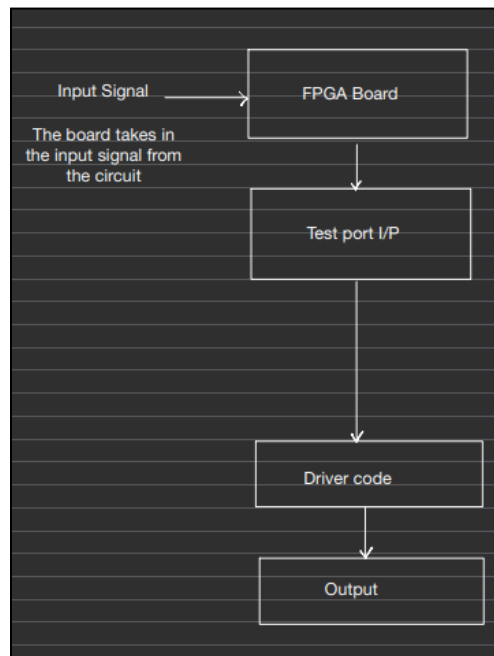 Input Signal
FPGA Board
The board takes in
the input signal from
the circuit
Test port I/P
Driver code
Output